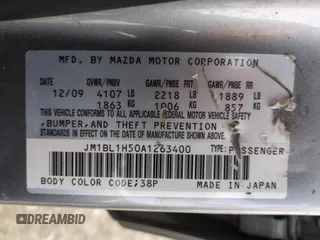 MFD. BY MAZDA MOTOR CORPORATION
GVWR/PNBV GAWR/PNBE FR GAWR/PNBE RR
12/09 4107 LB 2218 LB 1889 LB
1863 KG 1006 KG 857 KG
THIS VEHICLE CONFORMS TO ALL APPLICABLE FEDERAL MOTOR VEHICLE SAFETY,
BUMPER, AND THEFT PREVENTION
STANDARDS IN EFFECT ON THE DATE OF MANUFACTURE SHOWN ABOVE.
JM1BL1H50A1263400 TYPE: PASSENGER
BODY COLOR CODE:38P MADE IN JAPAN
DREAMBID